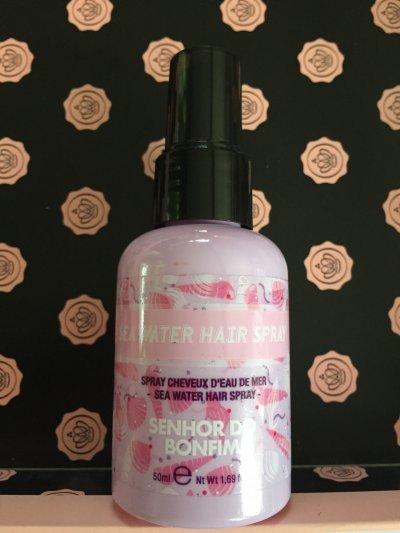 SEA WATER HAIR SPRAY
SPRAY CHEVEUX D'EAU DE MER
- SEA WATER HAIR SPRAY -
SENHOR DO
BONFIM
50ml e Nt Wt 1,69 f